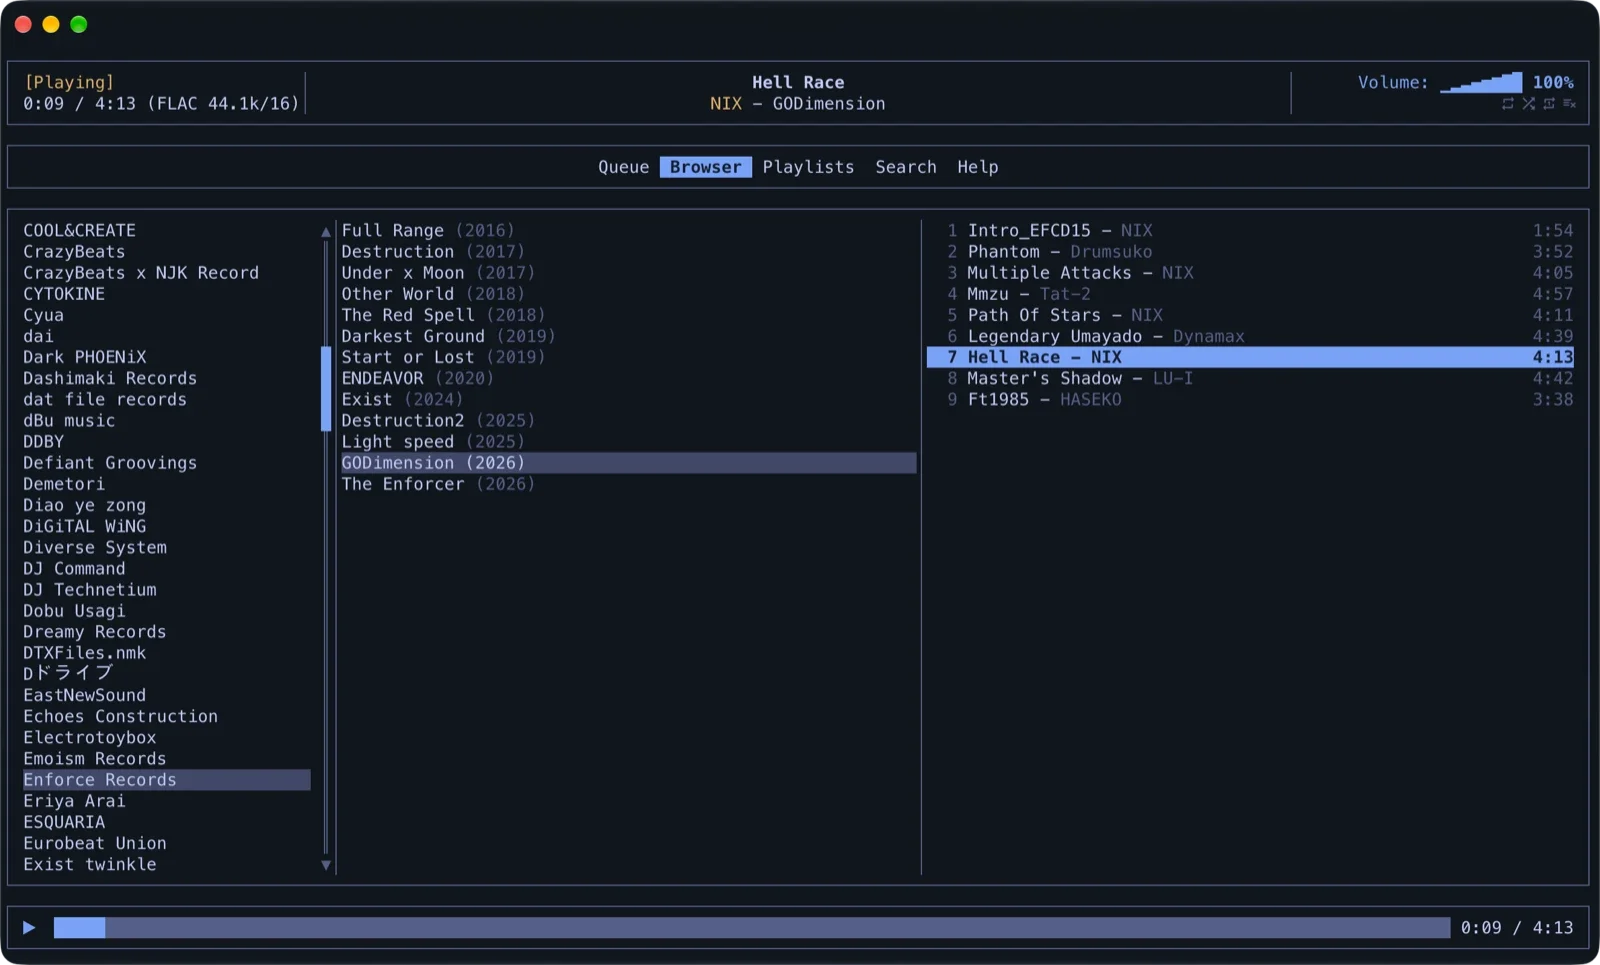 [Playing]
0:09 / 4:13 (FLAC 44.1k/16)
Hell Race
NIX – GODimension
Volume: 100%
Queue Browser Playlists Search Help
COOL&CREATE
CrazyBeats
CrazyBeats x NJK Record
CYTOKINE
Cyua
dai
Dark PHOENiX
Dashimaki Records
dat file records
dBu music
DDBY
Defiant Groovings
Demetori
Diao ye zong
DiGiTAL WiNG
Diverse System
DJ Command
DJ Technetium
Dobu Usagi
Dreamy Records
DTXFiles.nmk
Dドライブ
EastNewSound
Echoes Construction
Electrotoybox
Emoism Records
Enforce Records
Eriya Arai
ESQUARIA
Eurobeat Union
Exist twinkle
Full Range (2016)
Destruction (2017)
Under x Moon (2017)
Other World (2018)
The Red Spell (2018)
Darkest Ground (2019)
Start or Lost (2019)
ENDEAVOR (2020)
Exist (2024)
Destruction2 (2025)
Light speed (2025)
GODimension (2026)
The Enforcer (2026)
1 Intro_EFCD15 – NIX 1:54
2 Phantom – Drumsuko 3:52
3 Multiple Attacks – NIX 4:05
4 Mmzu – Tat-2 4:57
5 Path Of Stars – NIX 4:11
6 Legendary Umayado – Dynamax 4:39
7 Hell Race – NIX 4:13
8 Master's Shadow – LU-I 4:42
9 Ft1985 – HASEKO 3:38
0:09 / 4:13